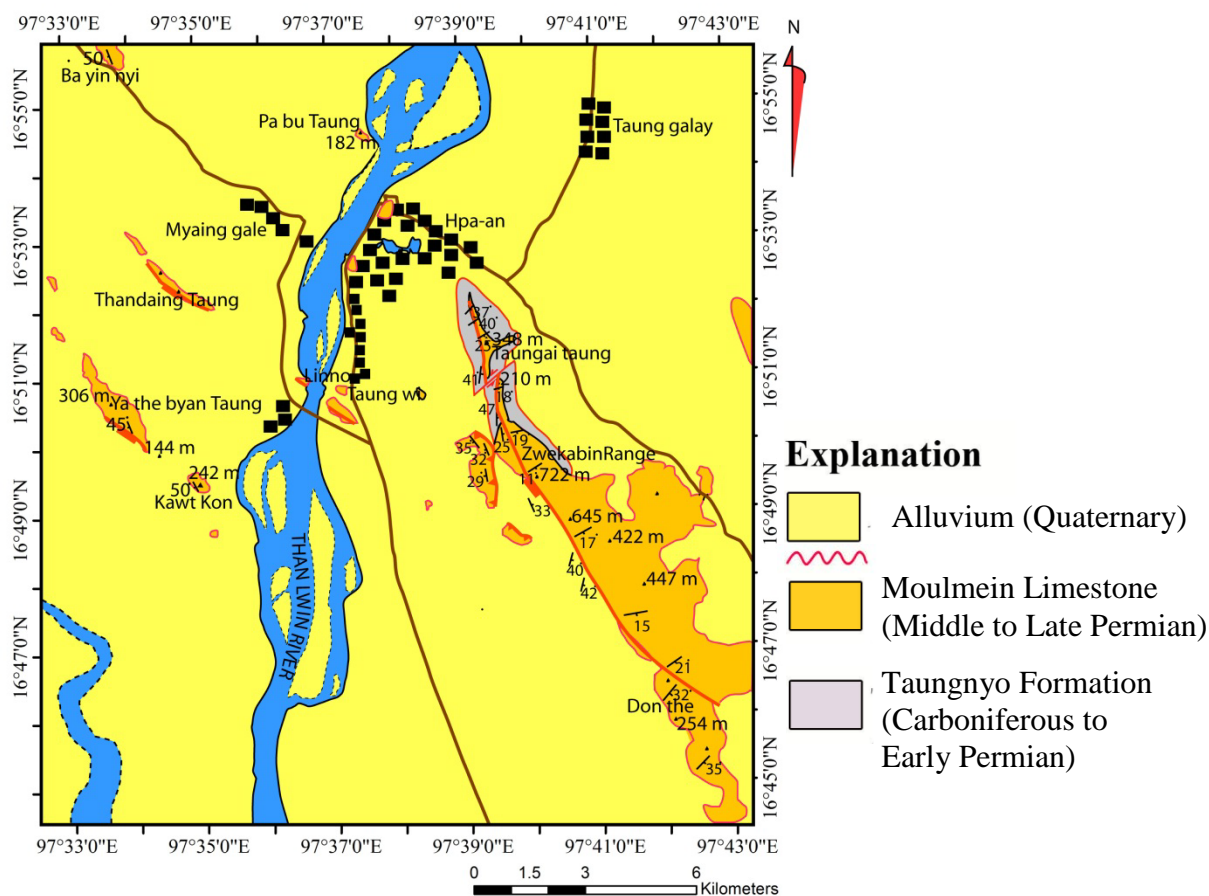 97°33'0"E 97°35'0"E 97°37'0"E 97°39'0"E 97°41'0"E 97°43'0"E
N
16°55'0"N
16°53'0"N
16°51'0"N
16°49'0"N
16°47'0"N
16°45'0"N
50
Ba yin nyi
Pa bu Taung
182 m
Taung galay
Myaing gale
Hpa-an
Thandaing Taung
37
40
348 m
25
Taungai taung
41
210 m
18
Linno
Taung wi
306 m
Ya the byan Taung
45
47
144 m
35
25
19
32
ZwekabinRange
242 m
11
722 m
50
29
Kawt Kon
33
645 m
17
422 m
40
447 m
42
THAN LWIN RIVER
15
21
32
Don the
254 m
35
16°55'0"N
16°53'0"N
16°51'0"N
16°49'0"N
16°47'0"N
16°45'0"N
97°33'0"E 97°35'0"E 97°37'0"E 97°39'0"E 97°41'0"E 97°43'0"E
0 1.5 3 6
Kilometers
Explanation
Alluvium (Quaternary)
Moulmein Limestone
(Middle to Late Permian)
Taungnyo Formation
(Carboniferous to
Early Permian)